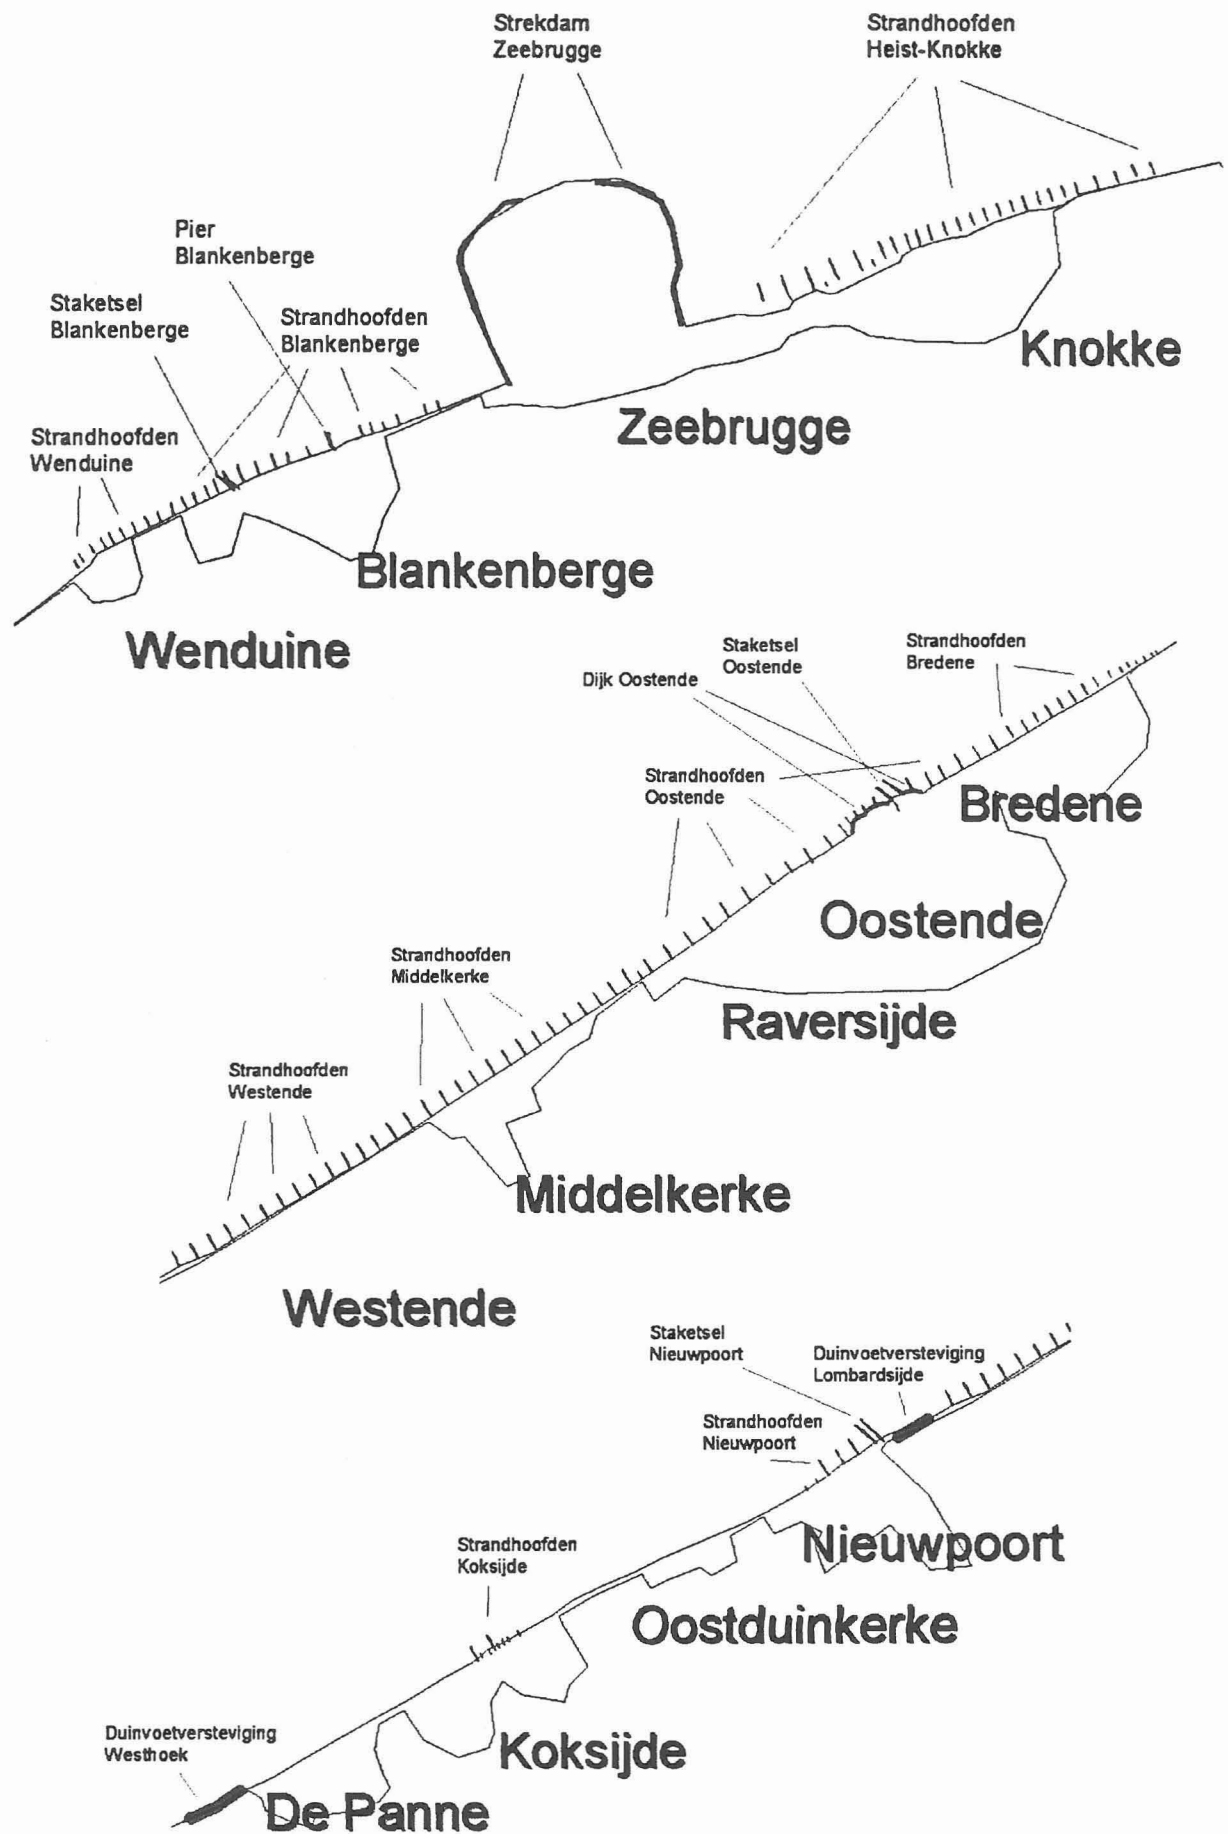 Strekdam
Zeebrugge
Strandhoofden
Heist-Knokke
Pier
Blankenberge
Staketsel
Blankenberge
Strandhoofden
Blankenberge
Strandhoofden
Wenduine
Knokke
Zeebrugge
Blankenberge
Wenduine
Staketsel
Oostende
Strandhoofden
Bredene
Dijk Oostende
Strandhoofden
Oostende
Bredene
Oostende
Strandhoofden
Middelkerke
Raversijde
Strandhoofden
Westende
Middelkerke
Westende
Staketsel
Nieuwpoort
Duinvoetversteviging
Lombardsijde
Strandhoofden
Nieuwpoort
Nieuwpoort
Strandhoofden
Koksijde
Oostduinkerke
Koksijde
Duinvoetversteviging
Westhoek
De Panne